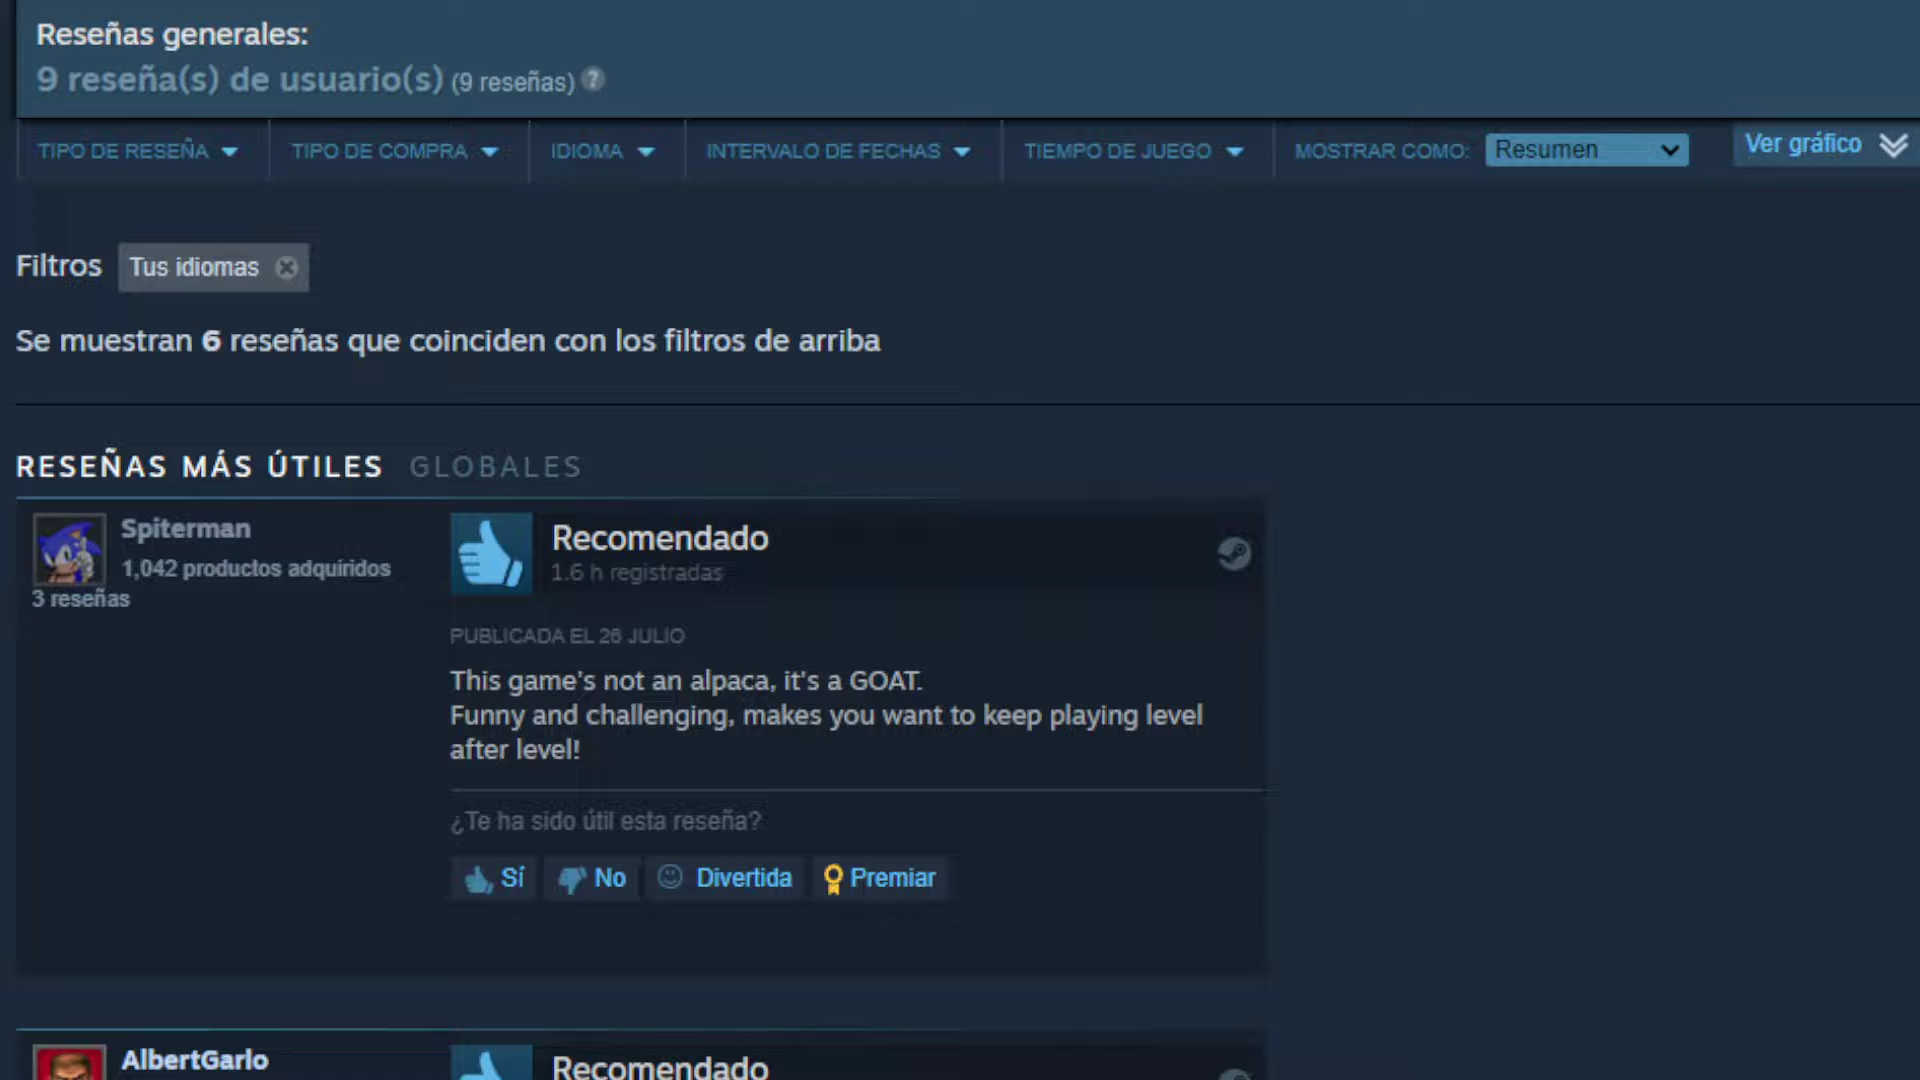 Reseñas generales:
9 reseña(s) de usuario(s) (9 reseñas) ?
TIPO DE RESEÑA TIPO DE COMPRA IDIOMA INTERVALO DE FECHAS TIEMPO DE JUEGO MOSTRAR COMO: Resumen Ver gráfico
Filtros Tus idiomas
Se muestran 6 reseñas que coinciden con los filtros de arriba
RESEÑAS MÁS ÚTILES GLOBALES
Spiterman
1,042 productos adquiridos
3 reseñas
Recomendado
1.6 h registradas
PUBLICADA EL 26 JULIO
This game's not an alpaca, it's a GOAT.
Funny and challenging, makes you want to keep playing level
after level!
¿Te ha sido útil esta reseña?
Sí No Divertida Premiar
AlbertGarlo
Recomendado